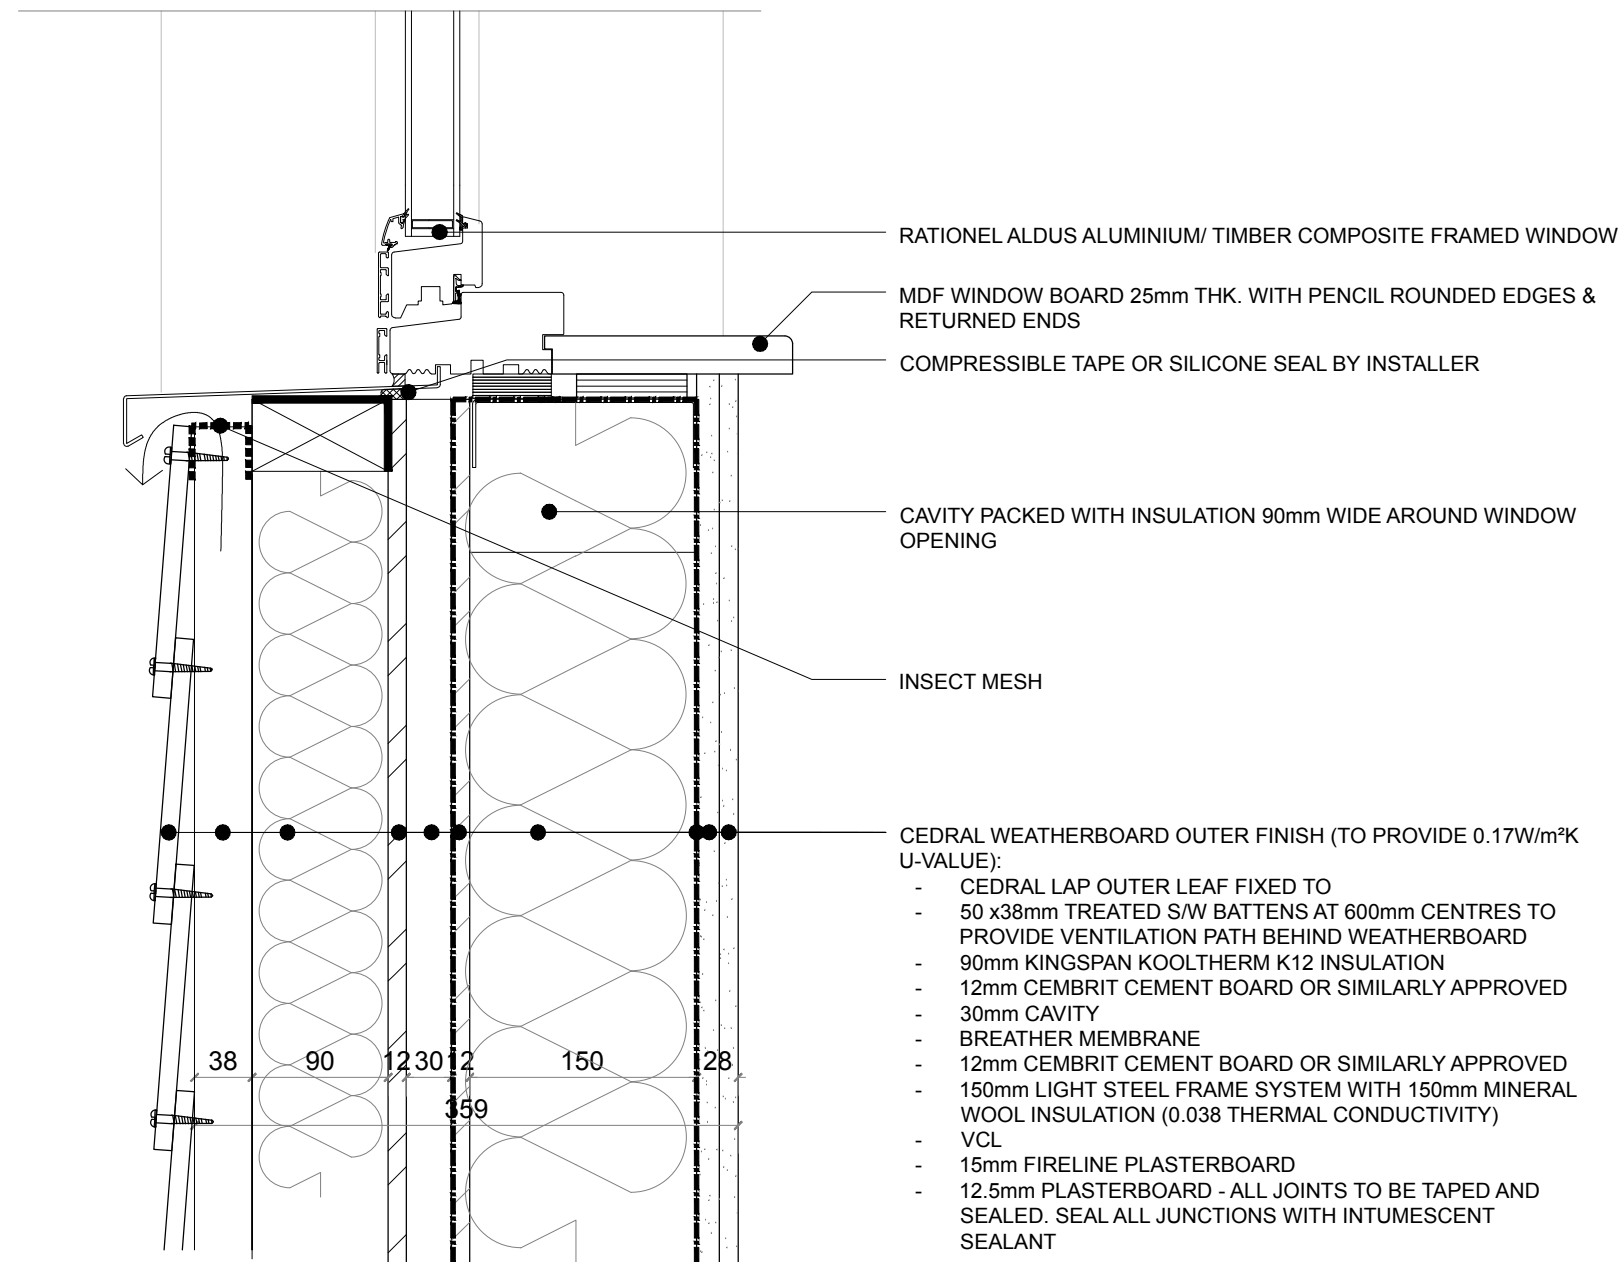 RATIONEL ALDUS ALUMINIUM/ TIMBER COMPOSITE FRAMED WINDOW
MDF WINDOW BOARD 25mm THK. WITH PENCIL ROUNDED EDGES &
RETURNED ENDS
COMPRESSIBLE TAPE OR SILICONE SEAL BY INSTALLER
CAVITY PACKED WITH INSULATION 90mm WIDE AROUND WINDOW
OPENING
INSECT MESH
CEDRAL WEATHERBOARD OUTER FINISH (TO PROVIDE 0.17W/m²K
U-VALUE):
- CEDRAL LAP OUTER LEAF FIXED TO
- 50 x38mm TREATED S/W BATTENS AT 600mm CENTRES TO
PROVIDE VENTILATION PATH BEHIND WEATHERBOARD
- 90mm KINGSPAN KOOLTHERM K12 INSULATION
- 12mm CEMBRIT CEMENT BOARD OR SIMILARLY APPROVED
- 30mm CAVITY
- BREATHER MEMBRANE
- 12mm CEMBRIT CEMENT BOARD OR SIMILARLY APPROVED
- 150mm LIGHT STEEL FRAME SYSTEM WITH 150mm MINERAL
WOOL INSULATION (0.038 THERMAL CONDUCTIVITY)
- VCL
- 15mm FIRELINE PLASTERBOARD
- 12.5mm PLASTERBOARD - ALL JOINTS TO BE TAPED AND
SEALED. SEAL ALL JUNCTIONS WITH INTUMESCENT
SEALANT
38 90 12 30 12 150 28
359